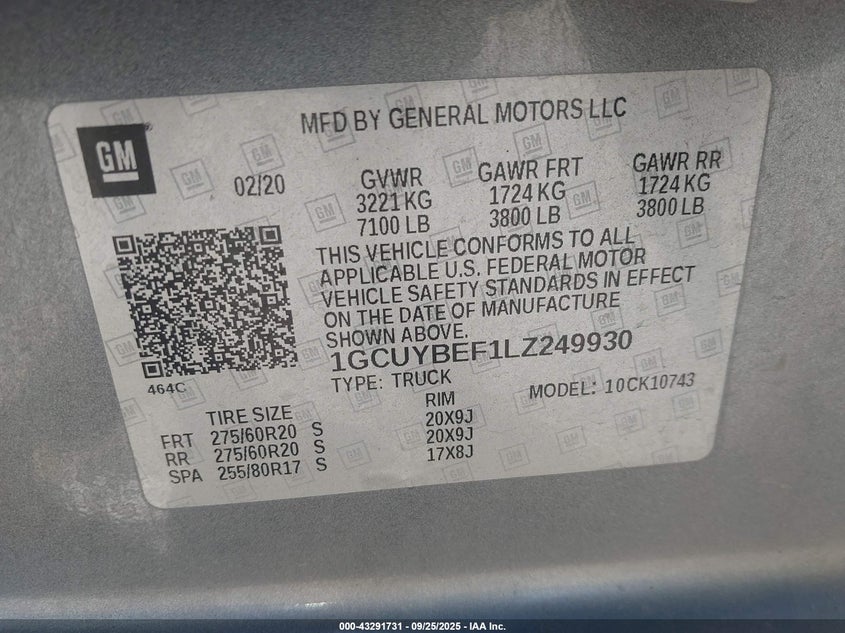 MFD BY GENERAL MOTORS LLC
GM
02/20
GVWR GAWR FRT GAWR RR
3221 KG 1724 KG 1724 KG
7100 LB 3800 LB 3800 LB
THIS VEHICLE CONFORMS TO ALL
APPLICABLE U.S. FEDERAL MOTOR
VEHICLE SAFETY STANDARDS IN EFFECT
ON THE DATE OF MANUFACTURE
SHOWN ABOVE.
1GCUYBEF1LZ249930
464C
TYPE: TRUCK MODEL: 10CK10743
TIRE SIZE RIM
FRT 275/60R20 S 20X9J
RR 275/60R20 S 20X9J
SPA 255/80R17 S 17X8J
000-43291731 - 09/25/2025 - IAA Inc.